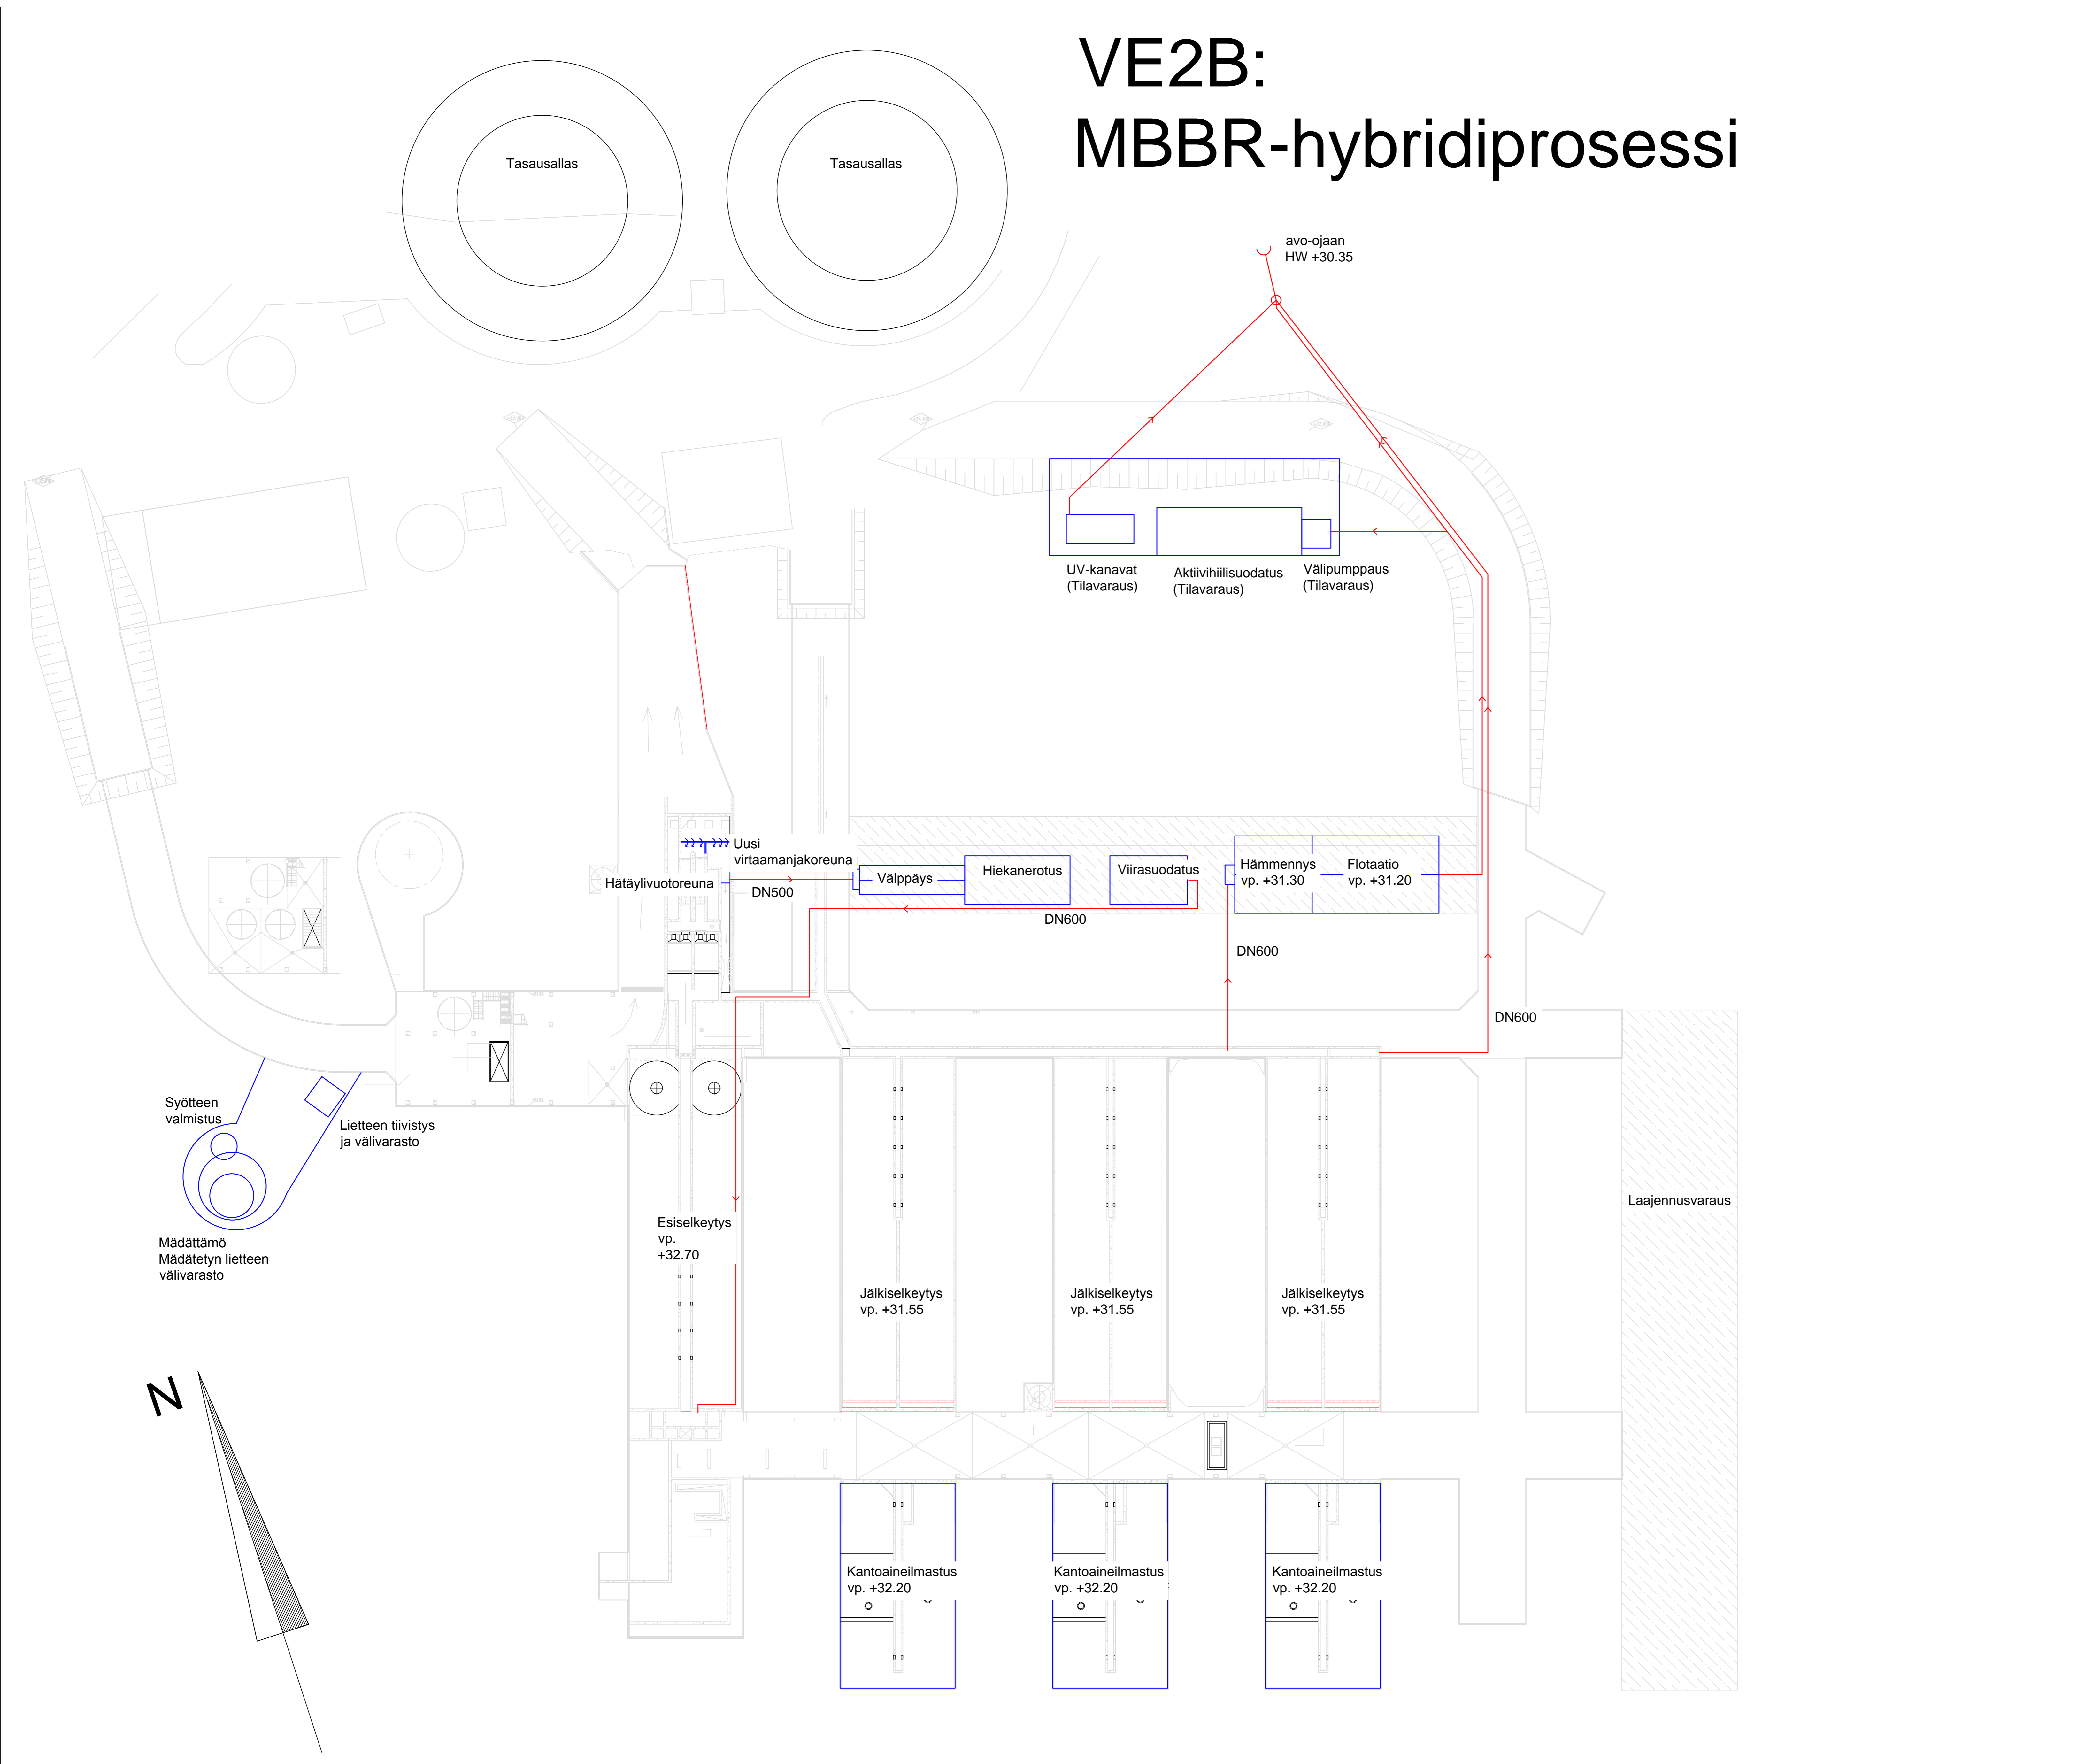 VE2B:
MBBR-hybridiprosessi
Tasausallas
Tasausallas
avo-ojaan
HW +30.35
UV-kanavat
(Tilavaraus)
Aktiivihiilisuodatus
(Tilavaraus)
Välipumppaus
(Tilavaraus)
Uusi
virtaamanjakoreuna
Hätäylivuotoreuna
DN500
Välppäys
Hiekanerotus
Viirasuodatus
Hämmennys
vp. +31.30
Flotaatio
vp. +31.20
DN600
DN600
DN600
Syötteen
valmistus
Lietteen tiivistys
ja välivarasto
Mädättämö
Mädätetyn lietteen
välivarasto
Esiselkeytys
vp.
+32.70
Jälkiselkeytys
vp. +31.55
Jälkiselkeytys
vp. +31.55
Jälkiselkeytys
vp. +31.55
Laajennusvaraus
N
Kantoaineilmastus
vp. +32.20
Kantoaineilmastus
vp. +32.20
Kantoaineilmastus
vp. +32.20